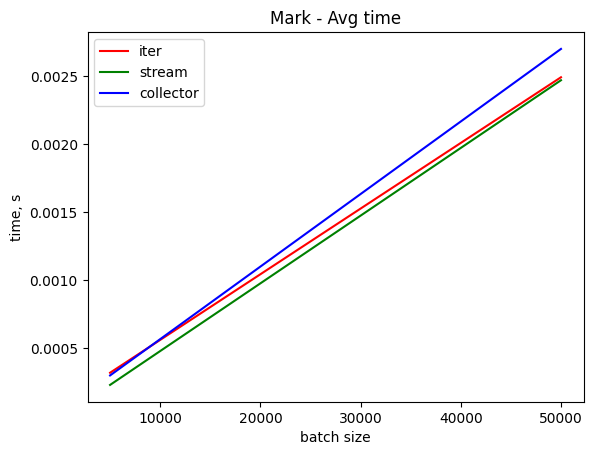 Mark - Avg time
iter
stream
collector
0.0025
0.0020
0.0015
0.0010
0.0005
time, s
10000 20000 30000 40000 50000
batch size